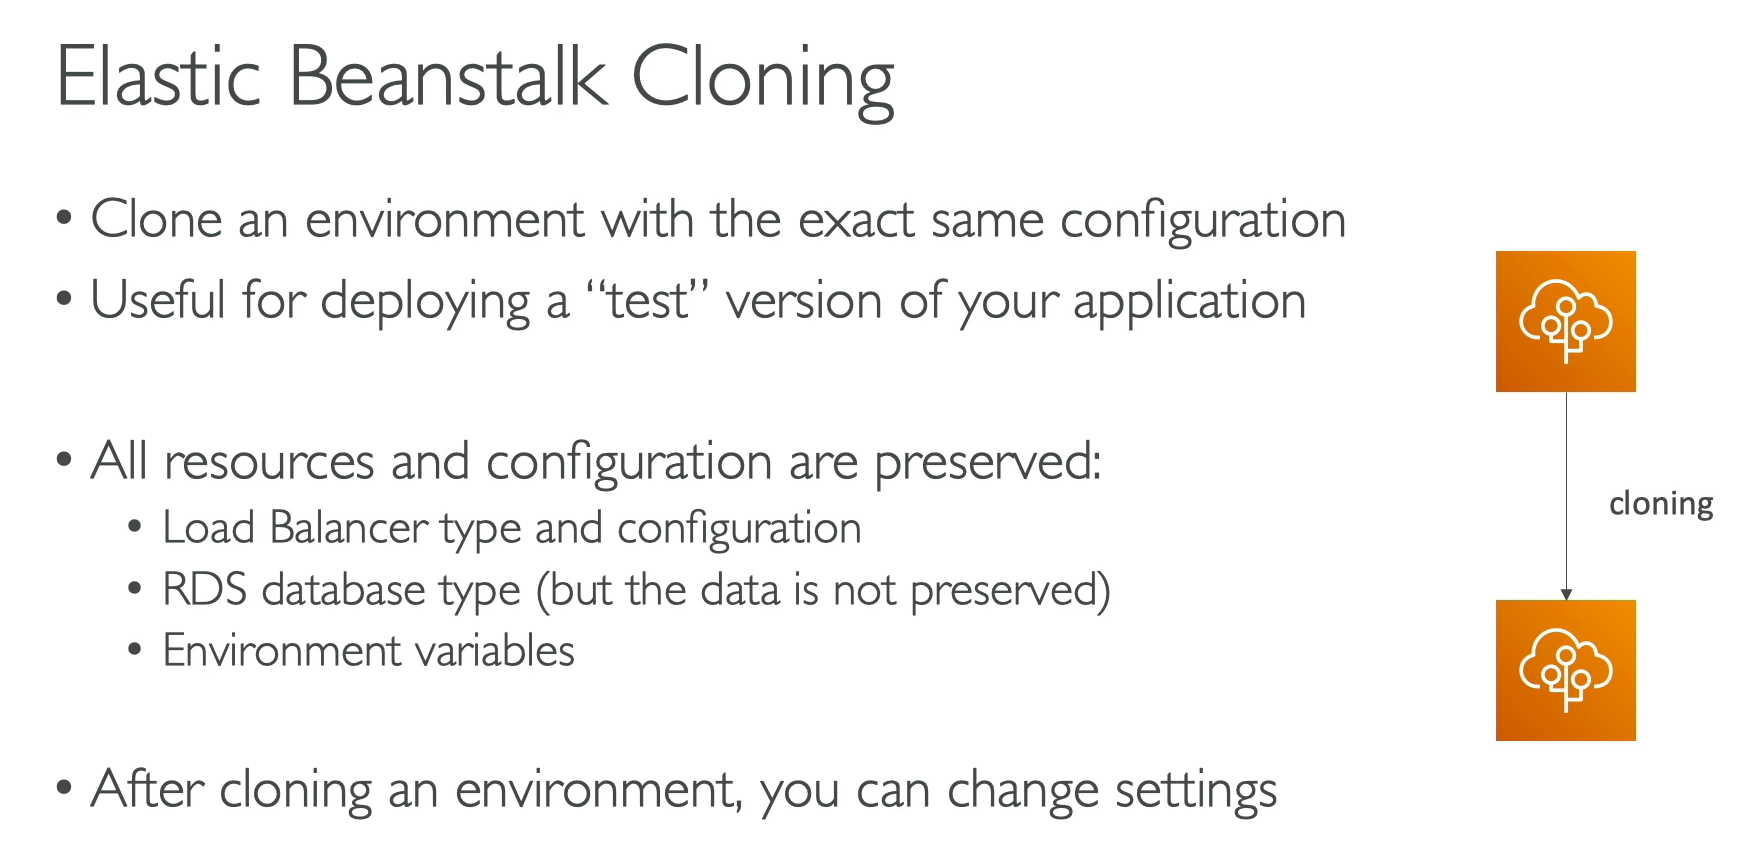 Elastic Beanstalk Cloning
• Clone an environment with the exact same configuration
• Useful for deploying a “test” version of your application
• All resources and configuration are preserved:
• Load Balancer type and configuration
• RDS database type (but the data is not preserved)
• Environment variables
• After cloning an environment, you can change settings
cloning